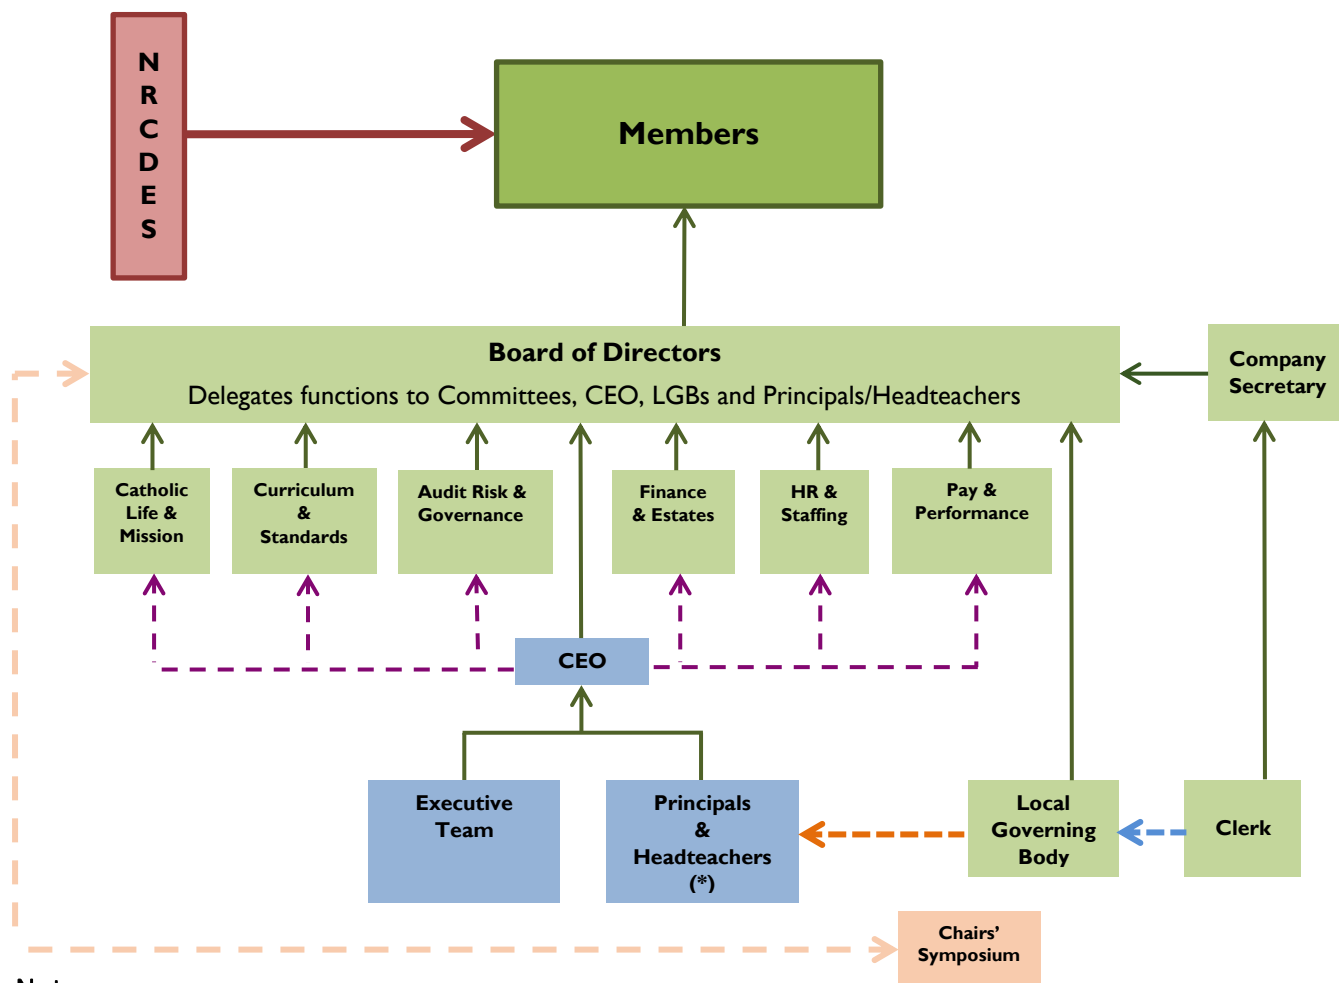 N
R
C
D
E
S
Members
Board of Directors
Delegates functions to Committees, CEO, LGBs and Principals/Headteachers
Company
Secretary
Catholic
Life &
Mission
Curriculum
&
Standards
Audit Risk &
Governance
Finance
& Estates
HR &
Staffing
Pay &
Performance
CEO
Executive
Team
Principals
&
Headteachers
(*)
Local
Governing
Body
Clerk
Chairs’
Symposium